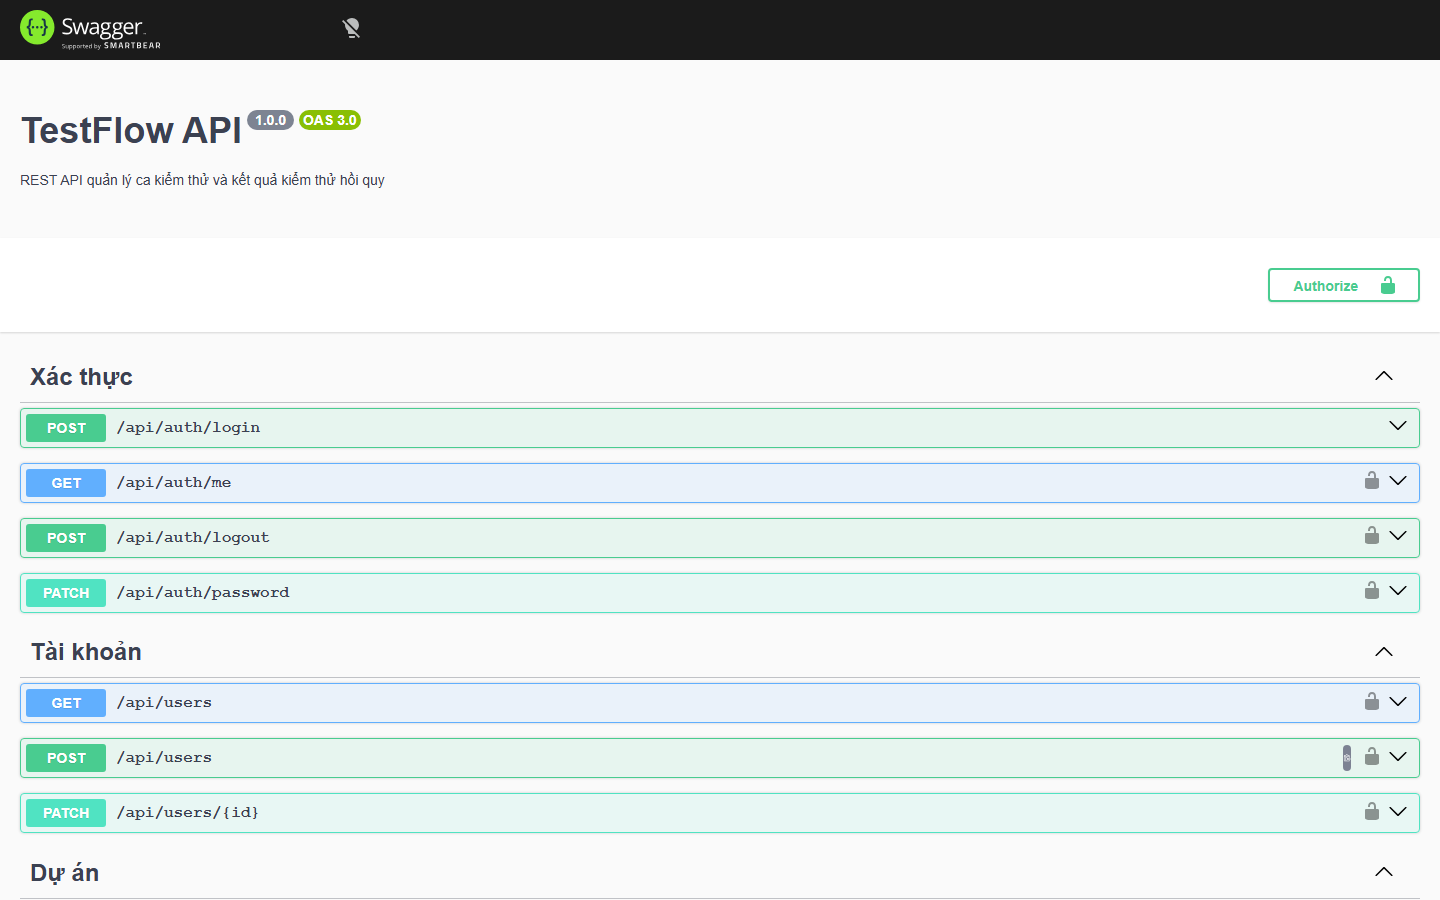 Swagger
Supported by SMARTBEAR
TestFlow API 1.0.0 OAS 3.0
REST API quản lý ca kiểm thử và kết quả kiểm thử hồi quy
Authorize
Xác thực
POST /api/auth/login
GET /api/auth/me
POST /api/auth/logout
PATCH /api/auth/password
Tài khoản
GET /api/users
POST /api/users
PATCH /api/users/{id}
Dự án